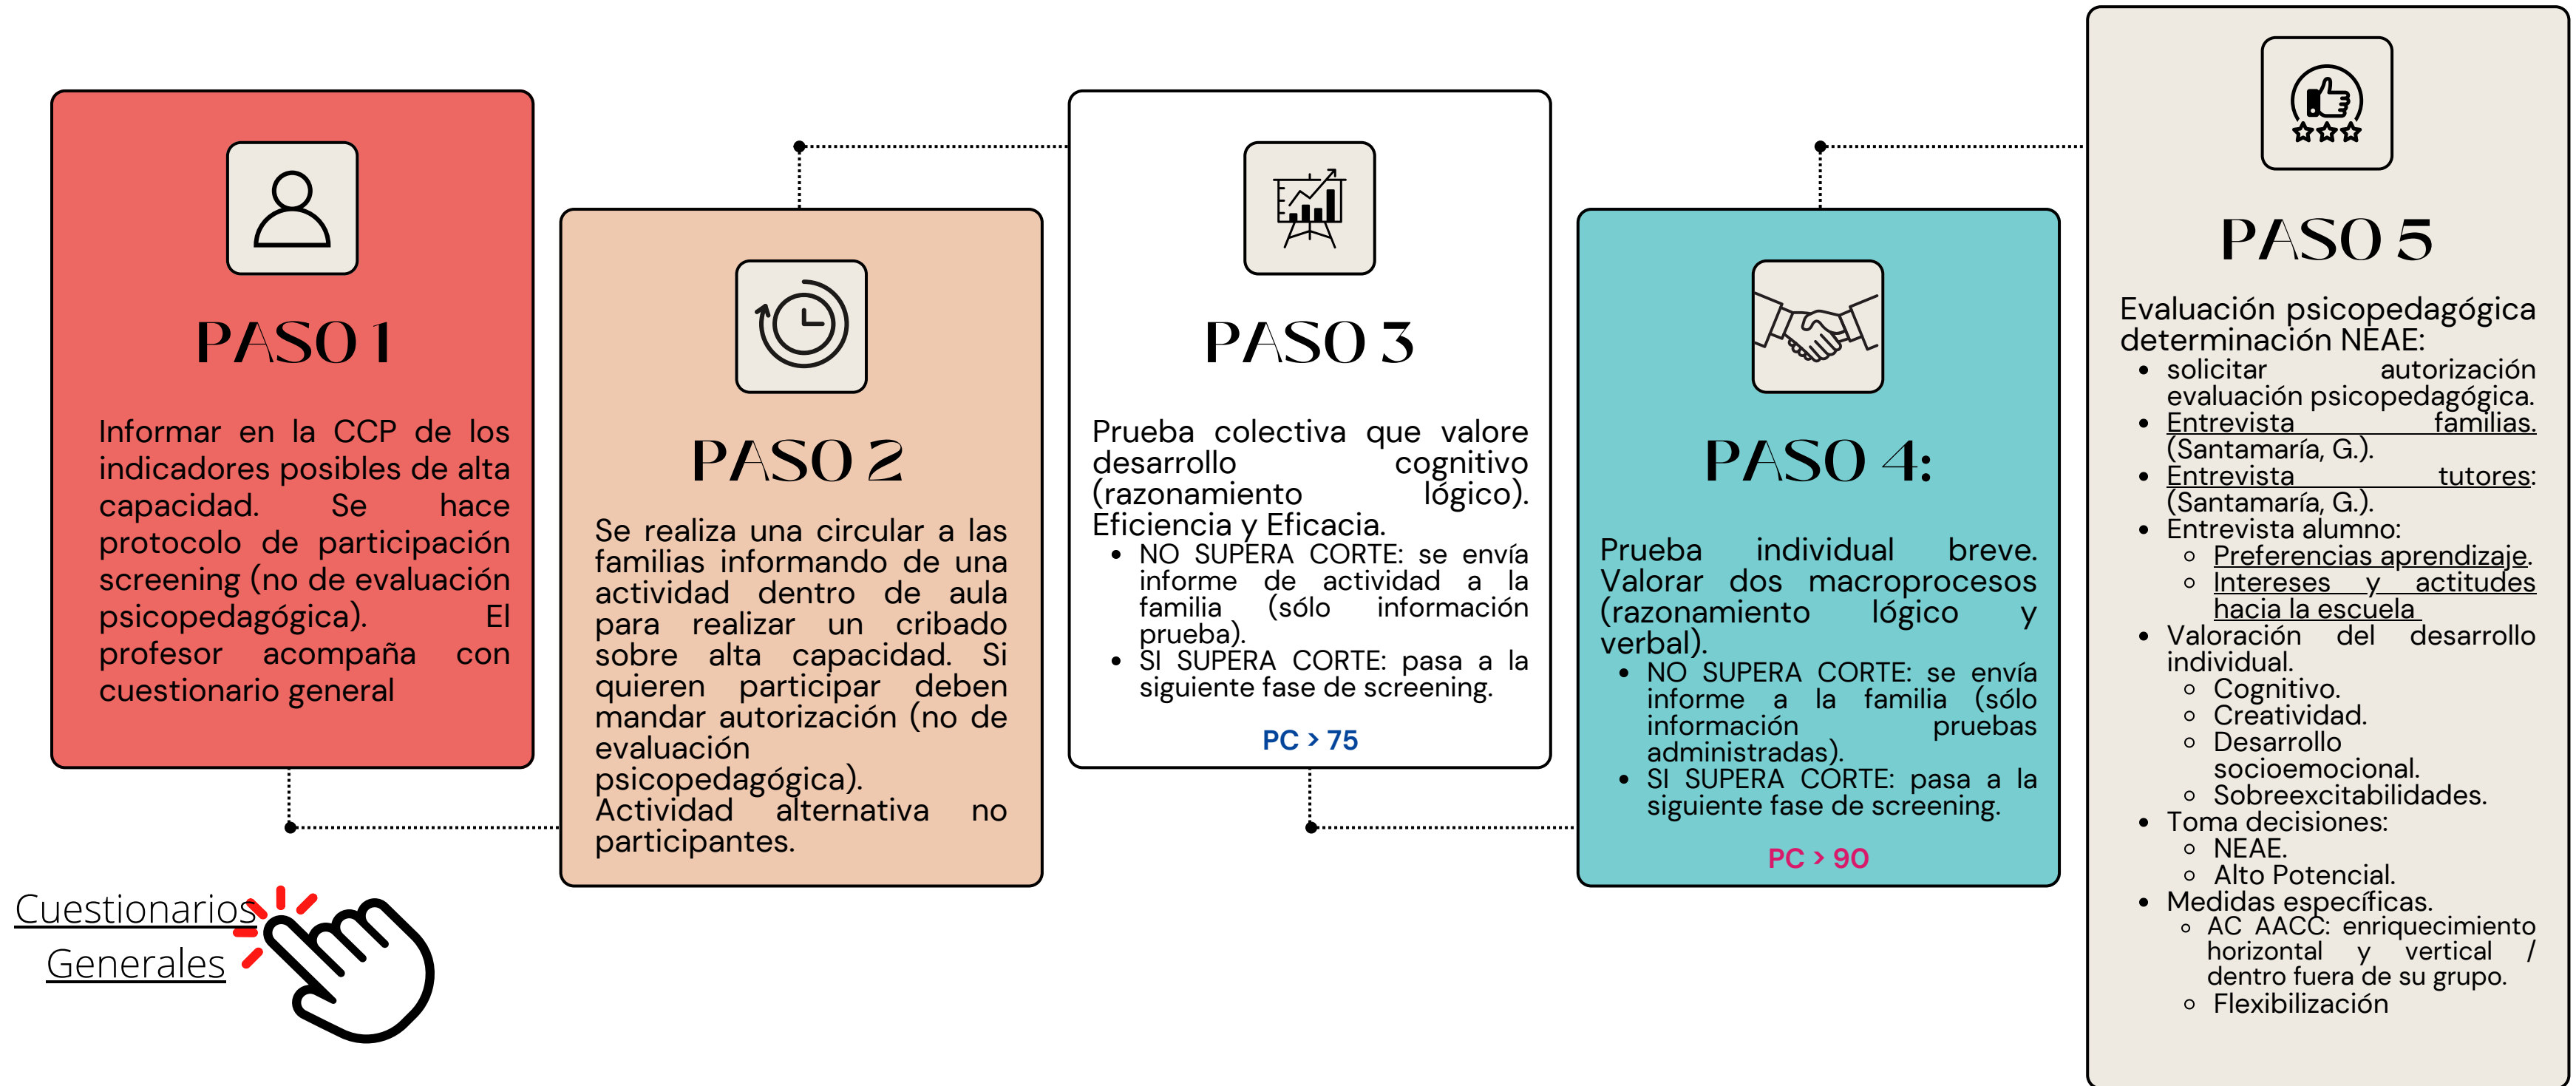 PASO 1
Informar en la CCP de los
indicadores posibles de alta
capacidad. Se hace
protocolo de participación
screening (no de evaluación
psicopedagógica). El
profesor acompaña con
cuestionario general
Cuestionarios
Generales
PASO 2
Se realiza una circular a las
familias informando de una
actividad dentro de aula
para realizar un cribado
sobre alta capacidad. Si
quieren participar deben
mandar autorización (no de
evaluación
psicopedagógica).
Actividad alternativa no
participantes.
PASO 3
Prueba colectiva que valore
desarrollo cognitivo
(razonamiento lógico).
Eficiencia y Eficacia.
• NO SUPERA CORTE: se envía
informe de actividad a la
familia (sólo información
prueba).
• SI SUPERA CORTE: pasa a la
siguiente fase de screening.
PC > 75
PASO 4:
Prueba individual breve.
Valorar dos macroprocesos
(razonamiento lógico y
verbal).
• NO SUPERA CORTE: se envía
informe a la familia (sólo
información pruebas
administradas).
• SI SUPERA CORTE: pasa a la
siguiente fase de screening.
PC > 90
PASO 5
Evaluación psicopedagógica
determinación NEAE:
• solicitar autorización
evaluación psicopedagógica.
• Entrevista familias.
(Santamaría, G.).
• Entrevista tutores:
(Santamaría, G.).
• Entrevista alumno:
◦ Preferencias aprendizaje.
◦ Intereses y actitudes
hacia la escuela
• Valoración del desarrollo
individual.
◦ Cognitivo.
◦ Creatividad.
◦ Desarrollo
socioemocional.
◦ Sobreexcitabilidades.
• Toma decisiones:
◦ NEAE.
◦ Alto Potencial.
• Medidas específicas.
◦ AC AACC: enriquecimiento
horizontal y vertical /
dentro fuera de su grupo.
◦ Flexibilización